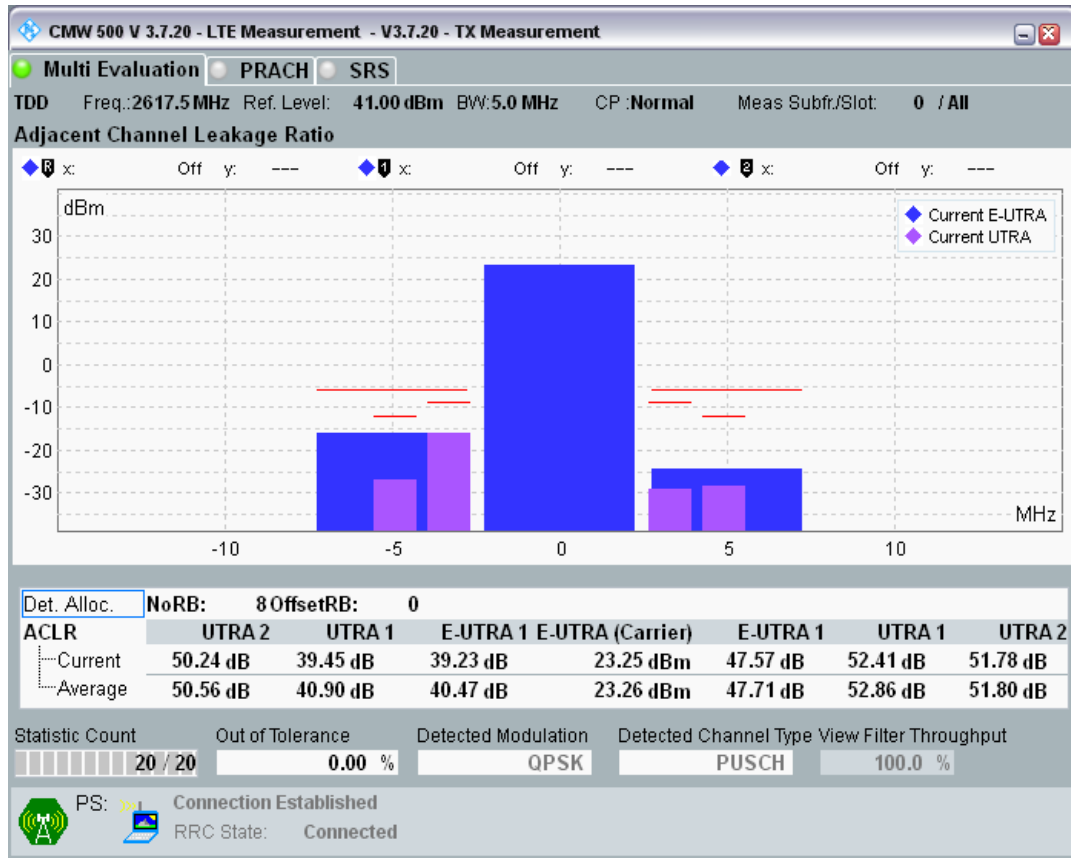 CMW 500 V 3.7.20 - LTE Measurement - V3.7.20 - TX Measurement
Multi Evaluation PRACH SRS
TDD Freq.:2617.5 MHz Ref. Level: 41.00 dBm BW:5.0 MHz CP :Normal Meas Subfr./Slot: 0 / All
Adjacent Channel Leakage Ratio
R x: Off y: --- 1 x: Off y: --- 2 x: Off y: ---
dBm
Current E-UTRA
Current UTRA
30
20
10
0
-10
-20
-30
MHz
-10 -5 0 5 10
Det. Alloc. NoRB: 8 OffsetRB: 0
ACLR UTRA 2 UTRA 1 E-UTRA 1 E-UTRA (Carrier) E-UTRA 1 UTRA 1 UTRA 2
Current 50.24 dB 39.45 dB 39.23 dB 23.25 dBm 47.57 dB 52.41 dB 51.78 dB
Average 50.56 dB 40.90 dB 40.47 dB 23.26 dBm 47.71 dB 52.86 dB 51.80 dB
Statistic Count Out of Tolerance Detected Modulation Detected Channel Type View Filter Throughput
20 / 20 0.00 % QPSK PUSCH 100.0 %
PS: Connection Established
RRC State: Connected